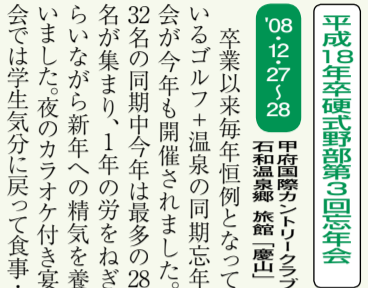 平成18年卒硬式野部第3回忘年会
'08・12・27〜28
甲府国際カントリークラブ
石和温泉郷 旅館「慶山」
卒業以来毎年恒例となって
いるゴルフ＋温泉の同期忘年
会が今年も開催されました。
32名の同期中今年は最多の28
名が集まり、1年の労をねぎ
らいながら新年への精気を養
いました。夜のカラオケ付き宴
会では学生気分に戻って食事・